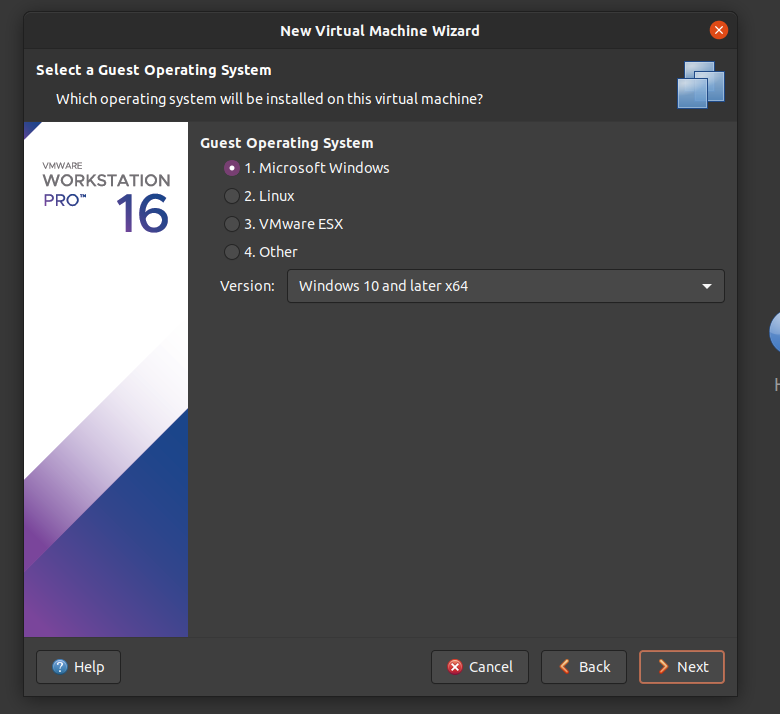 New Virtual Machine Wizard
Select a Guest Operating System
Which operating system will be installed on this virtual machine?
VMWARE
WORKSTATION
PRO™
16
Guest Operating System
1. Microsoft Windows
2. Linux
3. VMware ESX
4. Other
Version: Windows 10 and later x64
H
Help Cancel Back Next